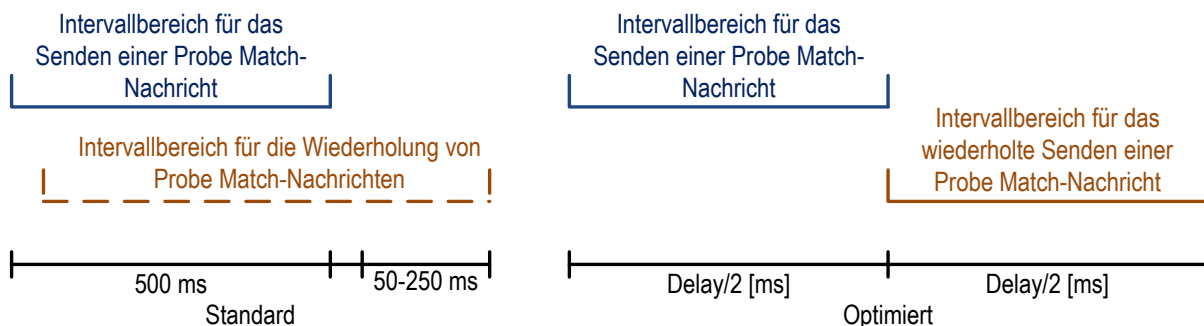 Intervallbereich für das
Senden einer Probe Match-
Nachricht
Intervallbereich für die Wiederholung von
Probe Match-Nachrichten
500 ms
50-250 ms
Standard
Intervallbereich für das
Senden einer Probe Match-
Nachricht
Intervallbereich für das
wiederholte Senden einer
Probe Match-Nachricht
Delay/2 [ms]
Delay/2 [ms]
Optimiert